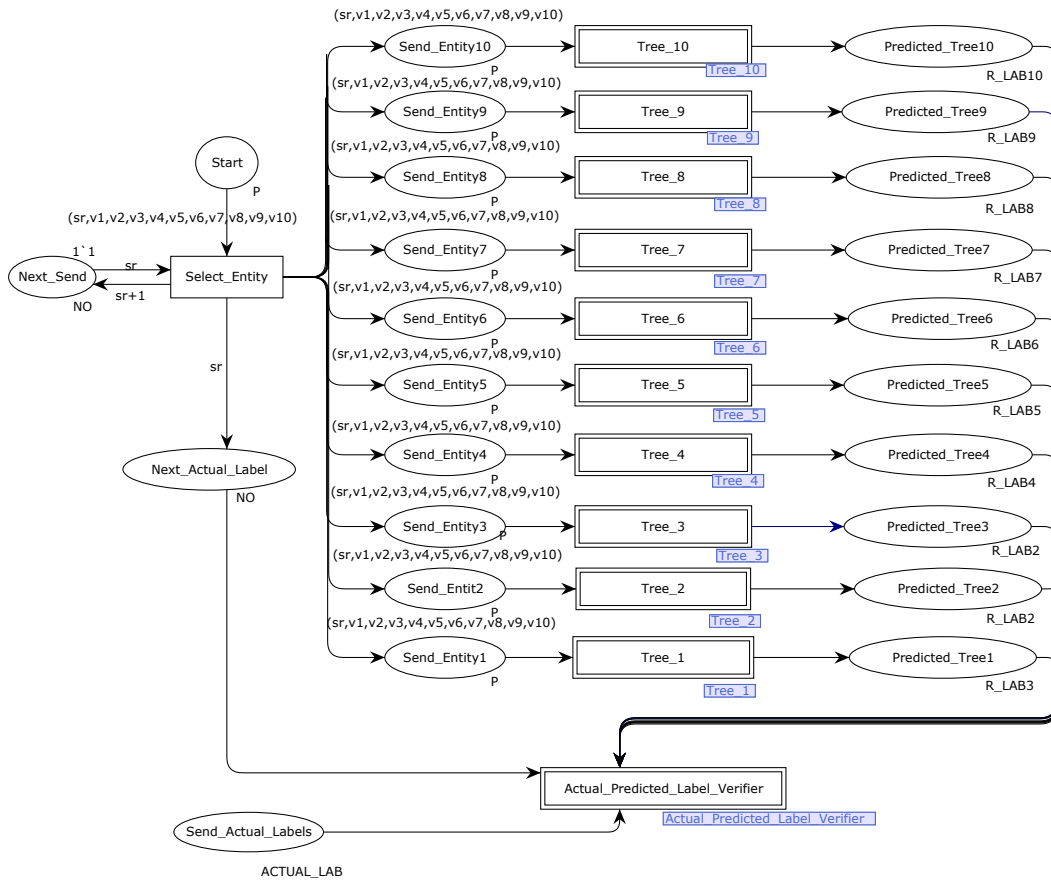 (sr,v1,v2,v3,v4,v5,v6,v7,v8,v9,v10)
Send_Entity10
Tree_10
Predicted_Tree10
P
Tree_10
R_LAB10
(sr,v1,v2,v3,v4,v5,v6,v7,v8,v9,v10)
Send_Entity9
Tree_9
Predicted_Tree9
P
Tree_9
R_LAB9
(sr,v1,v2,v3,v4,v5,v6,v7,v8,v9,v10)
Start
Send_Entity8
Tree_8
Predicted_Tree8
P
P
Tree_8
R_LAB8
(sr,v1,v2,v3,v4,v5,v6,v7,v8,v9,v10)
(sr,v1,v2,v3,v4,v5,v6,v7,v8,v9,v10)
Send_Entity7
Tree_7
Predicted_Tree7
1`1
sr
Next_Send
Select_Entity
P
Tree_7
R_LAB7
sr+1
NO
(sr,v1,v2,v3,v4,v5,v6,v7,v8,v9,v10)
Send_Entity6
Tree_6
Predicted_Tree6
P
Tree_6
R_LAB6
(sr,v1,v2,v3,v4,v5,v6,v7,v8,v9,v10)
sr
Send_Entity5
Tree_5
Predicted_Tree5
P
Tree_5
R_LAB5
(sr,v1,v2,v3,v4,v5,v6,v7,v8,v9,v10)
Send_Entity4
Tree_4
Predicted_Tree4
Next_Actual_Label
P
Tree_4
R_LAB4
NO
(sr,v1,v2,v3,v4,v5,v6,v7,v8,v9,v10)
Send_Entity3
Tree_3
Predicted_Tree3
P
Tree_3
R_LAB2
(sr,v1,v2,v3,v4,v5,v6,v7,v8,v9,v10)
Send_Entit2
Tree_2
Predicted_Tree2
P
Tree_2
R_LAB2
(sr,v1,v2,v3,v4,v5,v6,v7,v8,v9,v10)
Send_Entity1
Tree_1
Predicted_Tree1
P
Tree_1
R_LAB3
Actual_Predicted_Label_Verifier
Actual_Predicted_Label_Verifier
Send_Actual_Labels
ACTUAL_LAB